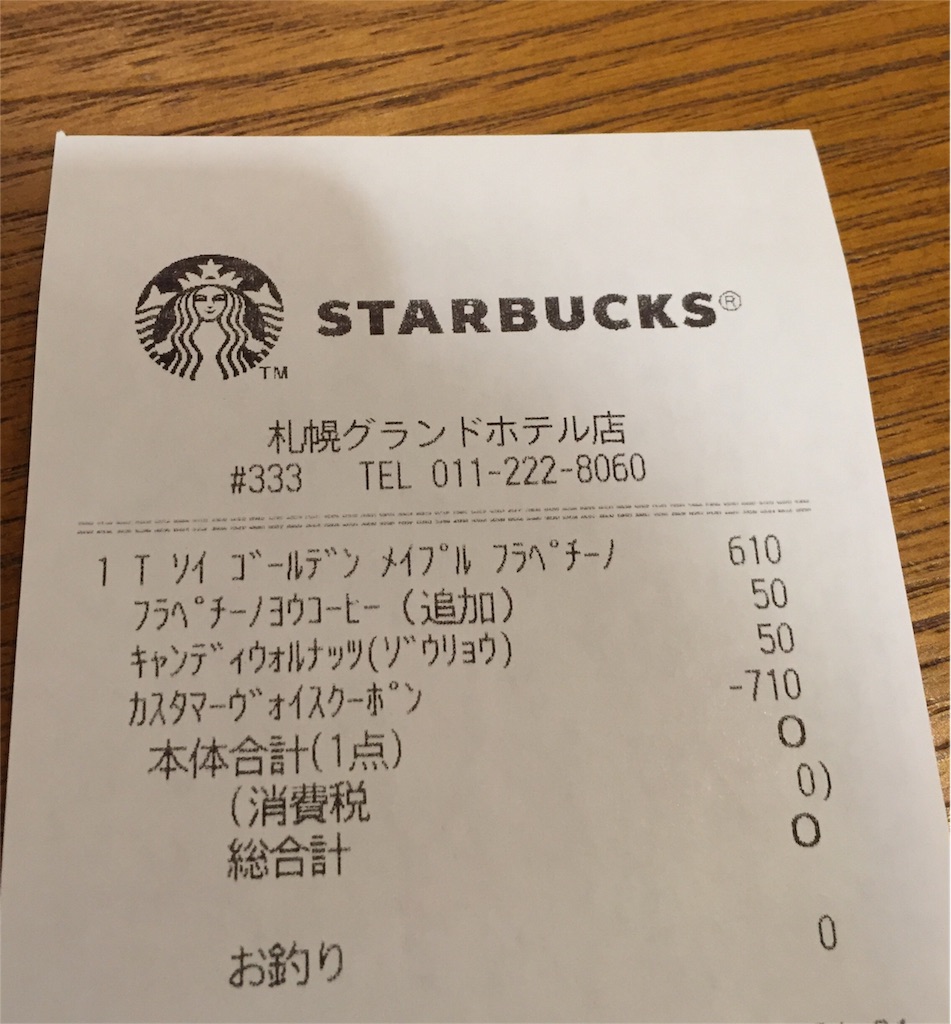 STARBUCKS®
TM
札幌グランドホテル店
#333 TEL 011-222-8060
1 T ソイ ゴールデン メイプル フラペチーノ 610
フラペチーノヨウコーヒー(追加) 50
キャンディウォルナッツ(ゾウリョウ) 50
カスタマーヴォイスクーポン -710
本体合計(1点) 0
(消費税 0)
総合計 0
お釣り 0